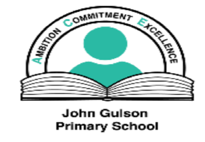 AMBITION COMMITMENT EXCELLENCE
John Gulson
Primary School